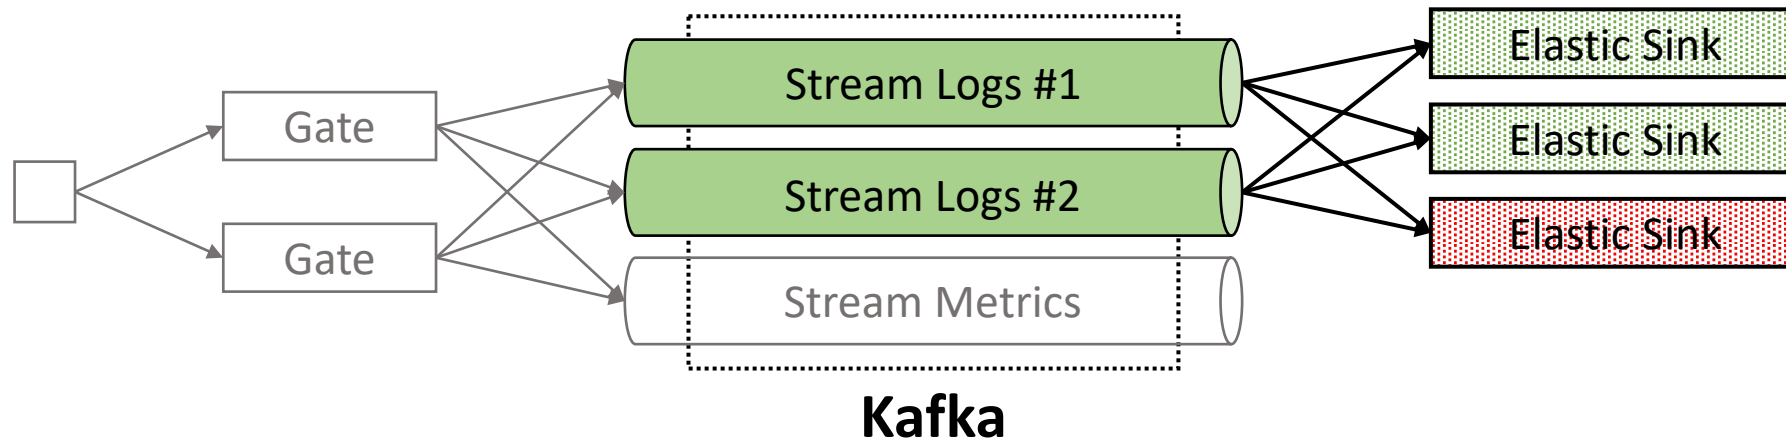 Gate
Gate
Stream Logs #1
Stream Logs #2
Stream Metrics
Kafka
Elastic Sink
Elastic Sink
Elastic Sink